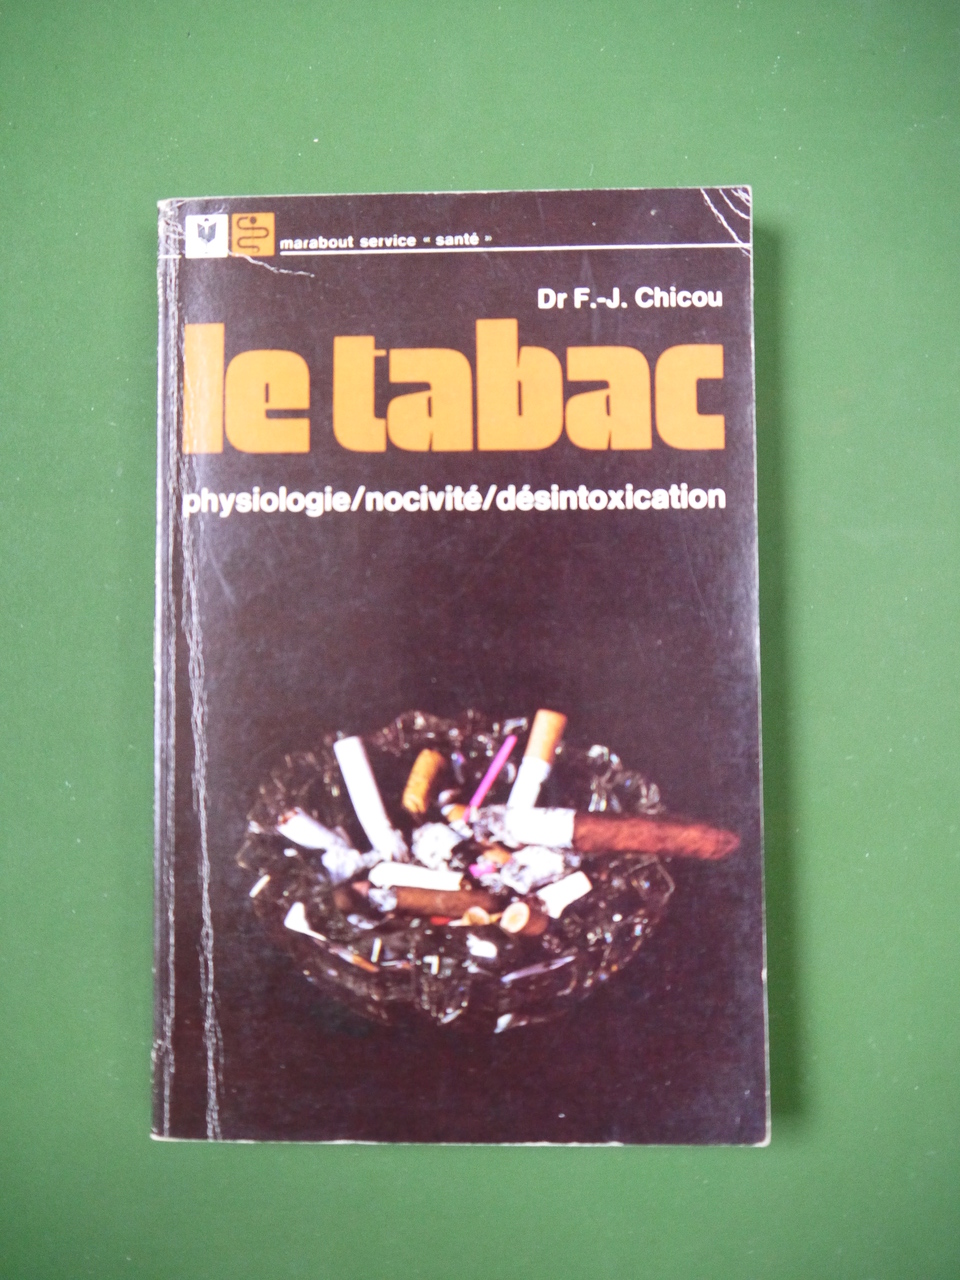 marabout service « santé »
Dr F.-J. Chicou
le tabac
physiologie/nocivité/désintoxication